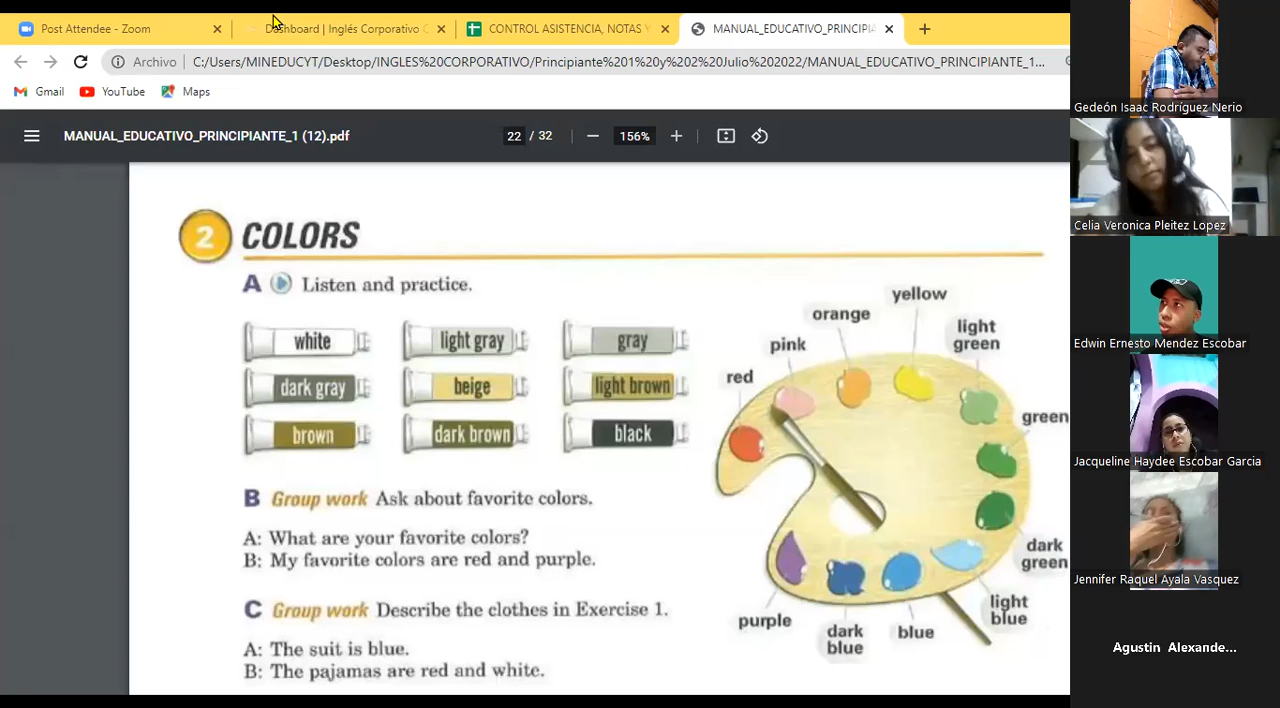 Post Attendee - Zoom
Dashboard | Inglés Corporativo C
CONTROL ASISTENCIA, NOTAS Y
MANUAL_EDUCATIVO_PRINCIPIA
Archivo
C:/Users/MINEDUCYT/Desktop/INGLES%20CORPORATIVO/Principiante%201%20y%202%20Julio%202022/MANUAL_EDUCATIVO_PRINCIPIANTE_1...
Gmail
YouTube
Maps
MANUAL_EDUCATIVO_PRINCIPIANTE_1 (12).pdf
22 / 32
156%
2 COLORS
A Listen and practice.
white
light gray
gray
dark gray
beige
light brown
brown
dark brown
black
B Group work Ask about favorite colors.
A: What are your favorite colors?
B: My favorite colors are red and purple.
C Group work Describe the clothes in Exercise 1.
A: The suit is blue.
B: The pajamas are red and white.
red
pink
orange
yellow
light
green
green
dark
green
light
blue
blue
dark
blue
purple
Gedeón Isaac Rodríguez Nerio
Celia Veronica Pleitez Lopez
Edwin Ernesto Mendez Escobar
Jacqueline Haydee Escobar Garcia
Jennifer Raquel Ayala Vasquez
Agustin Alexande...